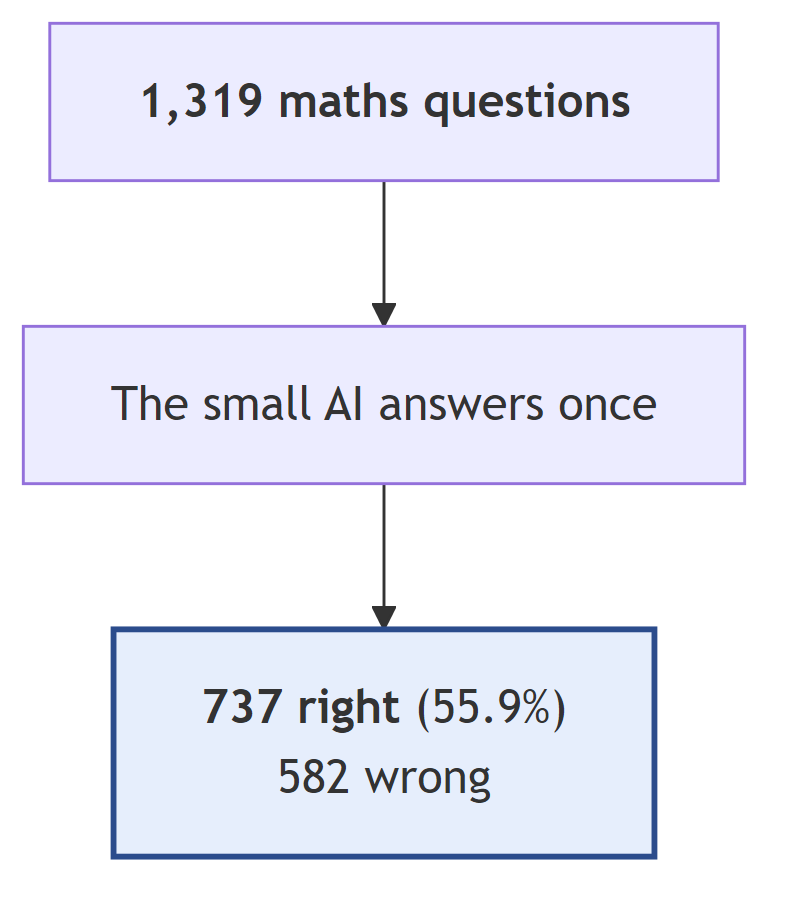 1,319 maths questions
The small AI answers once
737 right (55.9%)
582 wrong